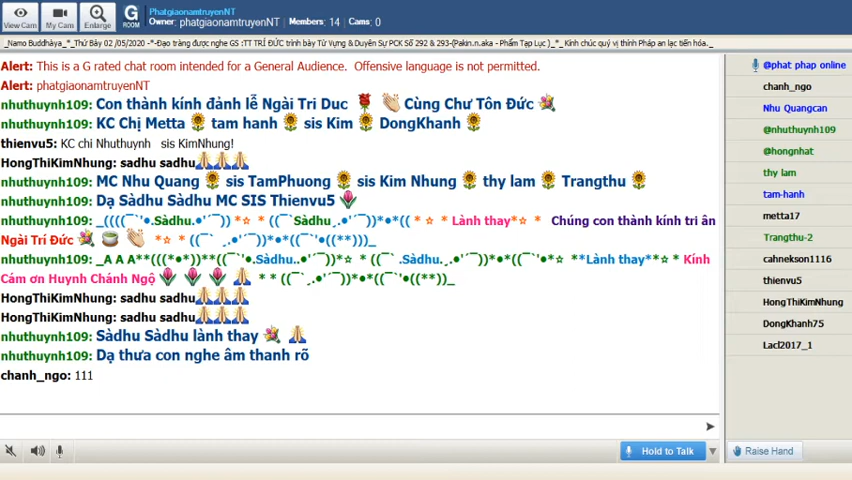 View Cam
My Cam
Enlarge
G
ROOM
PhatgiaonamtruyenNT
Owner: phatgiaonamtruyenNT Members: 14 Cams: 0
_Namo Buddhàya_*_Thứ Bảy 02 /05/2020 -*-Đạo tràng được nghe GS :TT TRÍ ĐỨC trình bày Tứ Vựng & Duyên Sự PCK Số 292 & 293-(Pakin.n.aka - Phẩm Tạp Lục )_* Kính chúc quý vị thính Pháp an lạc tiến hóa._
Alert: This is a G rated chat room intended for a General Audience. Offensive language is not permitted.
Alert: phatgiaonamtruyenNT
nhuthuynh109: Con thành kính đảnh lễ Ngài Tri Duc 🌹 👏 Cùng Chư Tôn Đức 💐
nhuthuynh109: KC Chị Metta 🌻 tam hanh 🌻 sis Kim 🌻 DongKhanh 🌻
thienvu5: KC chi Nhuthuynh sis KimNhung!
HongThiKimNhung: sadhu sadhu🙏🙏🙏
nhuthuynh109: MC Nhu Quang 🌻 sis TamPhuong 🌻 sis Kim Nhung 🌻 thy lam 🌻 Trangthu 🌻
nhuthuynh109: Dạ Sàdhu Sàdhu MC SIS Thienvu5 🌷
nhuthuynh109: _((((¯`'•.Sàdhu.•'´¯)) *☆ * ((¯`Sàdhu¸.•'´¯))*•*(( * ☆ * Lành thay*☆ * Chúng con thành kính tri ân
Ngài Trí Đức 💐 🍵 👏 *☆ * ((¯` ¸.•'´¯))*•*((¯`'•((**)))_
nhuthuynh109: _A A A**(((*•*))**((¯`'•.Sàdhu..•'´¯))*☆ * ((¯` .Sàdhu.¸.•'´¯))*•*((¯`'•*☆ **Lành thay**☆ * Kính
Cám ơn Huynh Chánh Ngộ 🌷 🌷 🌷 🙏 * * ((¯` ¸.•'´¯))*•*((¯`'•((**))_
HongThiKimNhung: sadhu sadhu🙏🙏🙏
HongThiKimNhung: sadhu sadhu🙏🙏🙏
nhuthuynh109: Sàdhu Sàdhu lành thay 💐 🙏
nhuthuynh109: Dạ thưa con nghe âm thanh rõ
chanh_ngo: 111
Hold to Talk
@phat phap online
chanh_ngo
Nhu Quangcan
@nhuthuynh109
@hongnhat
thy lam
tam-hanh
metta17
Trangthu-2
cahnekson1116
thienvu5
HongThiKimNhung
DongKhanh75
Lacl2017_1
Raise Hand